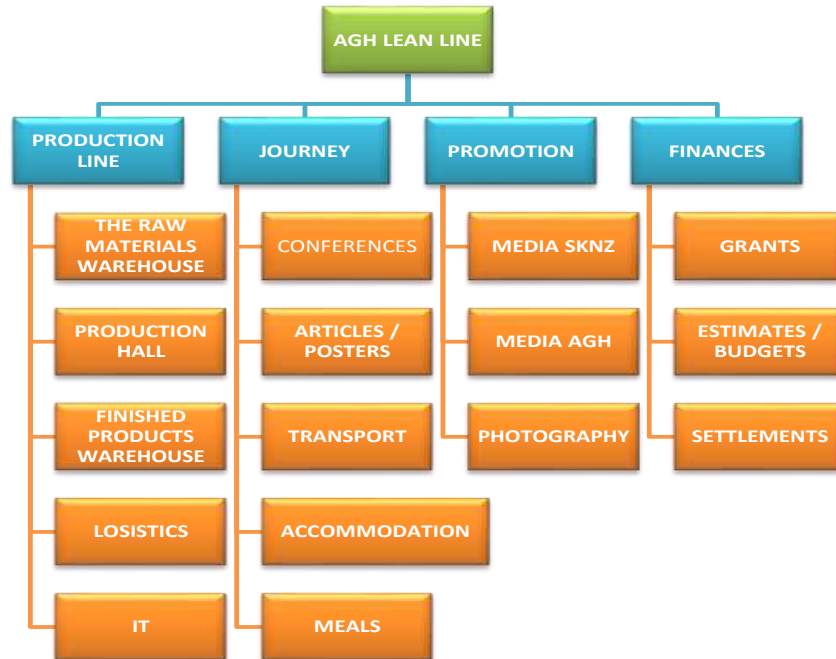 AGH LEAN LINE
PRODUCTION
LINE
JOURNEY
PROMOTION
FINANCES
THE RAW
MATERIALS
WAREHOUSE
CONFERENCES
MEDIA SKNZ
GRANTS
PRODUCTION
HALL
ARTICLES /
POSTERS
MEDIA AGH
ESTIMATES /
BUDGETS
FINISHED
PRODUCTS
WAREHOUSE
TRANSPORT
PHOTOGRAPHY
SETTLEMENTS
LOSISTICS
ACCOMMODATION
IT
MEALS